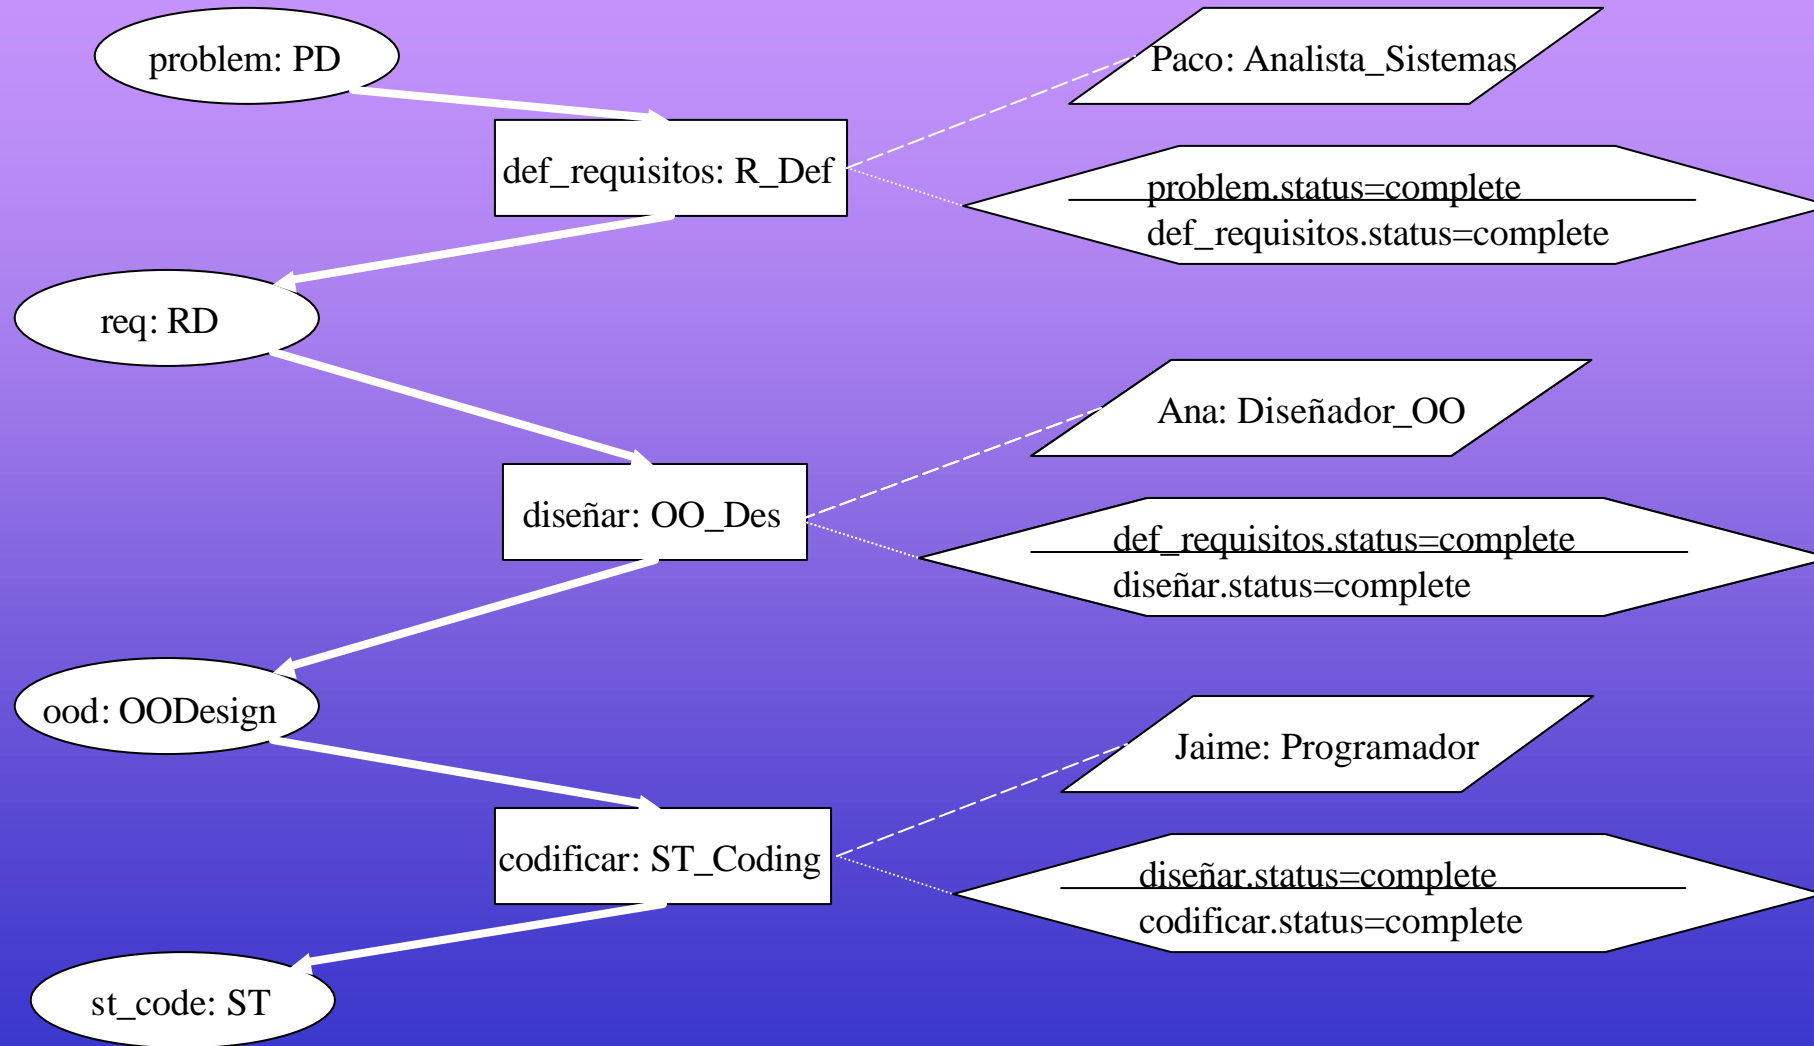 problem: PD
Paco: Analista_Sistemas
def_requisitos: R_Def
problem.status=complete
def_requisitos.status=complete
req: RD
Ana: Diseñador_OO
diseñar: OO_Des
def_requisitos.status=complete
diseñar.status=complete
ood: OODesign
Jaime: Programador
codificar: ST_Coding
diseñar.status=complete
codificar.status=complete
st_code: ST